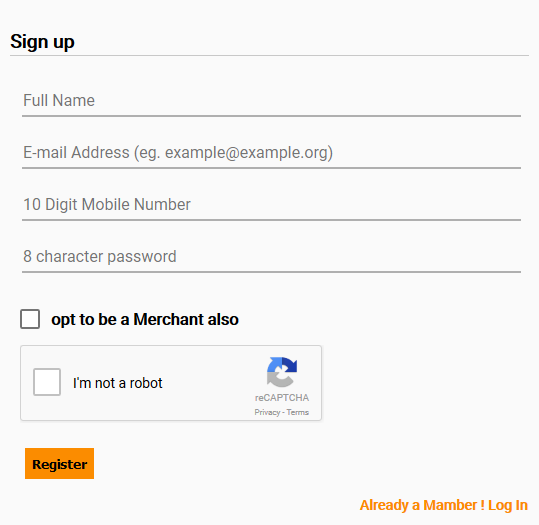 Sign up
Full Name
E-mail Address (eg. example@example.org)
10 Digit Mobile Number
8 character password
opt to be a Merchant also
I'm not a robot
reCAPTCHA
Privacy - Terms
Register
Already a Mamber ! Log In